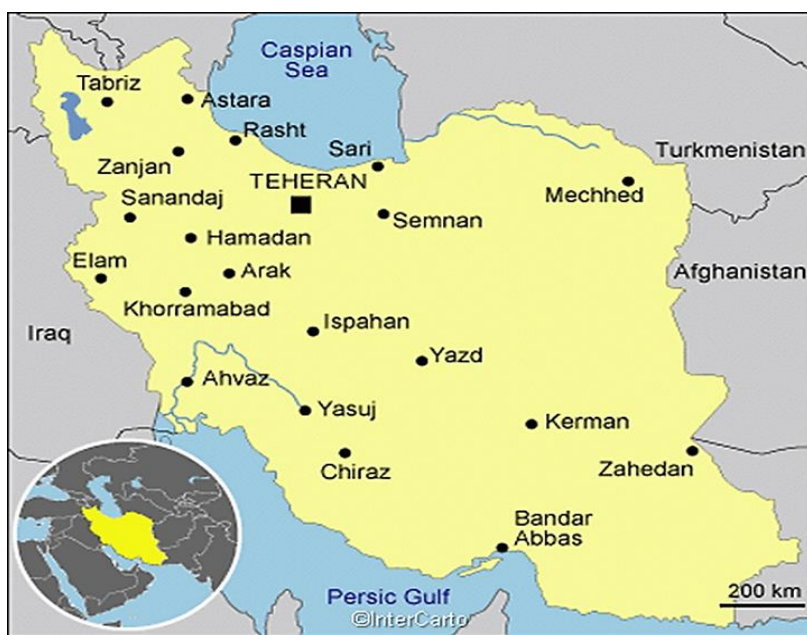 Caspian
Sea
Tabriz
Astara
Rasht
Zanjan
Sari
Turkmenistan
TEHERAN
Mechhed
Sanandaj
Semnan
Hamadan
Elam
Arak
Afghanistan
Khorramabad
Iraq
Ispahan
Yazd
Ahvaz
Yasuj
Kerman
Chiraz
Zahedan
Bandar
Abbas
200 km
Persic Gulf
©InterCarto